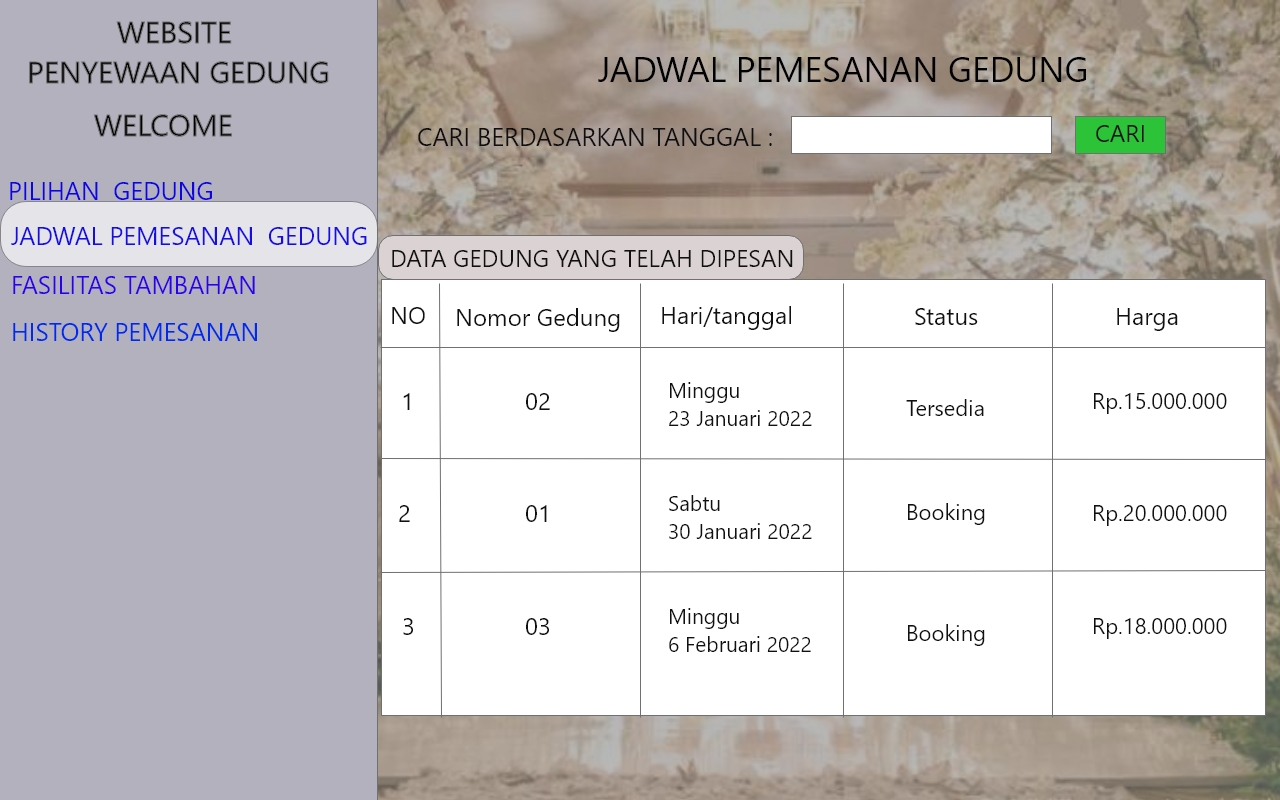 WEBSITE
PENYEWAAN GEDUNG
WELCOME
PILIHAN GEDUNG
JADWAL PEMESANAN GEDUNG
FASILITAS TAMBAHAN
HISTORY PEMESANAN
JADWAL PEMESANAN GEDUNG
CARI BERDASARKAN TANGGAL : CARI
DATA GEDUNG YANG TELAH DIPESAN
NO Nomor Gedung Hari/tanggal Status Harga
1 02 Minggu 23 Januari 2022 Tersedia Rp.15.000.000
2 01 Sabtu 30 Januari 2022 Booking Rp.20.000.000
3 03 Minggu 6 Februari 2022 Booking Rp.18.000.000